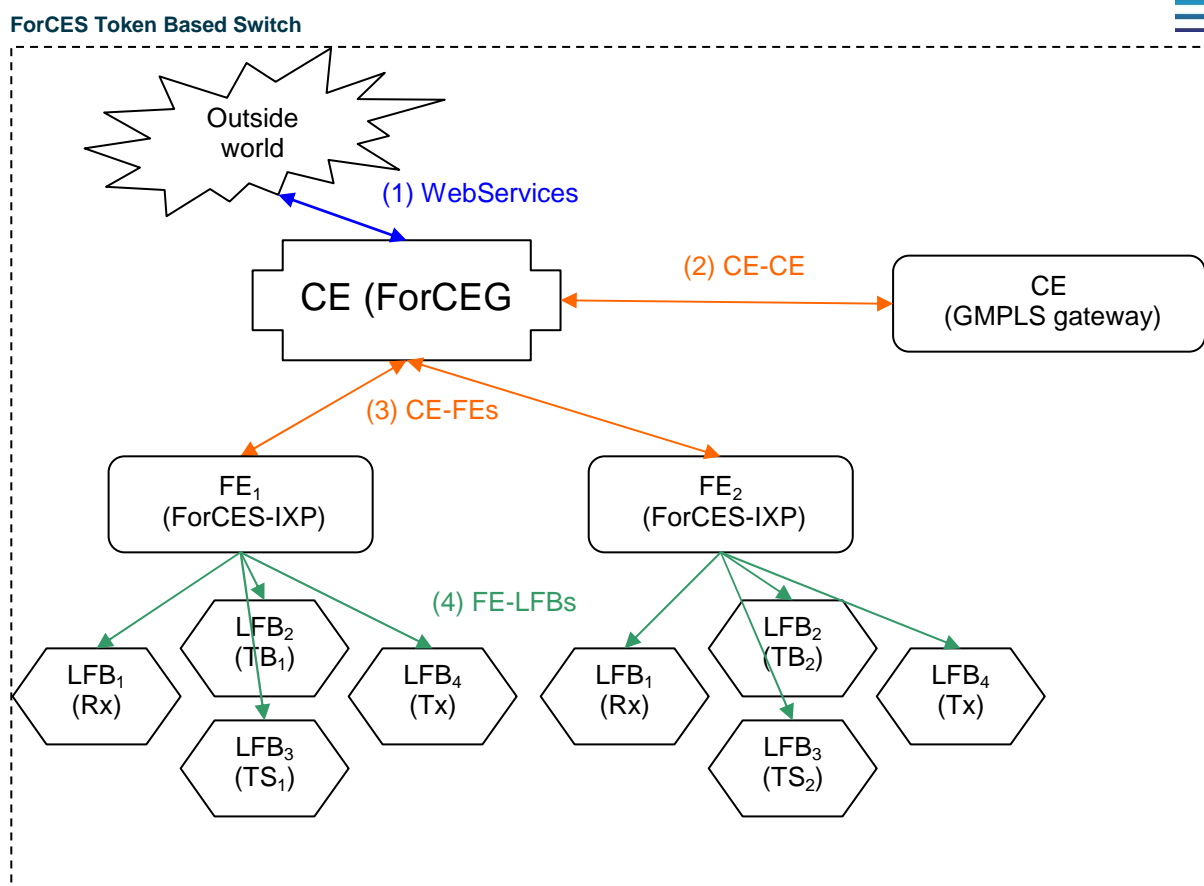 ForCES Token Based Switch
Outside
world
(1) WebServices
CE (ForCEG
(2) CE-CE
CE
(GMPLS gateway)
(3) CE-FEs
FE₁
(ForCES-IXP)
FE₂
(ForCES-IXP)
(4) FE-LFBs
LFB₁
(Rx)
LFB₂
(TB₁)
LFB₃
(TS₁)
LFB₄
(Tx)
LFB₁
(Rx)
LFB₂
(TB₂)
LFB₃
(TS₂)
LFB₄
(Tx)